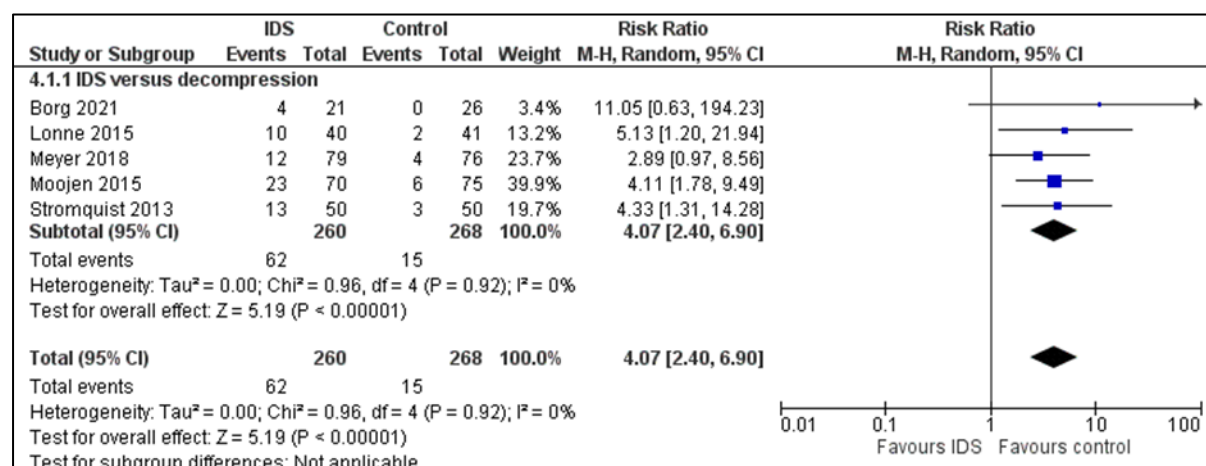 IDS Control Risk Ratio Risk Ratio
Study or Subgroup Events Total Events Total Weight M-H, Random, 95% CI M-H, Random, 95% CI
4.1.1 IDS versus decompression
Borg 2021 4 21 0 26 3.4% 11.05 [0.63, 194.23]
Lonne 2015 10 40 2 41 13.2% 5.13 [1.20, 21.94]
Meyer 2018 12 79 4 76 23.7% 2.89 [0.97, 8.56]
Moojen 2015 23 70 6 75 39.9% 4.11 [1.78, 9.49]
Stromquist 2013 13 50 3 50 19.7% 4.33 [1.31, 14.28]
Subtotal (95% CI) 260 268 100.0% 4.07 [2.40, 6.90]
Total events 62 15
Heterogeneity: Tau² = 0.00; Chi² = 0.96, df = 4 (P = 0.92); I² = 0%
Test for overall effect: Z = 5.19 (P < 0.00001)
Total (95% CI) 260 268 100.0% 4.07 [2.40, 6.90]
Total events 62 15
Heterogeneity: Tau² = 0.00; Chi² = 0.96, df = 4 (P = 0.92); I² = 0%
Test for overall effect: Z = 5.19 (P < 0.00001)
Test for subgroup differences: Not applicable
0.01 0.1 1 10 100
Favours IDS Favours control